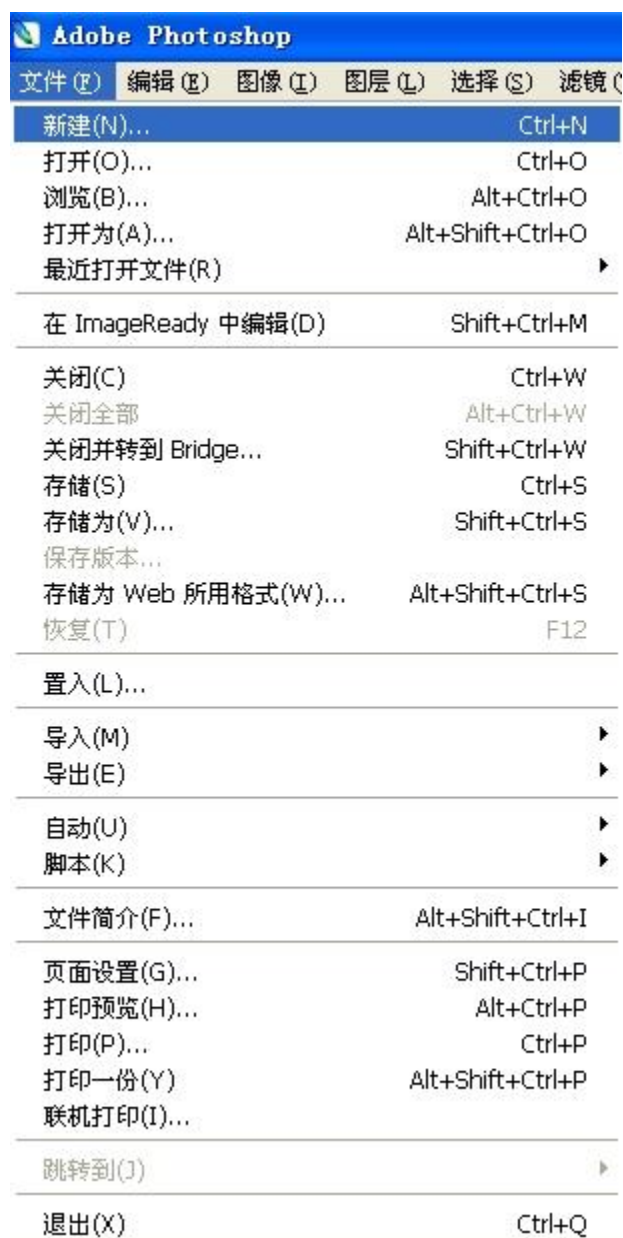 Adobe Photoshop
文件(F) 编辑(E) 图像(I) 图层(L) 选择(S) 滤镜(
新建(N)... Ctrl+N
打开(O)... Ctrl+O
浏览(B)... Alt+Ctrl+O
打开为(A)... Alt+Shift+Ctrl+O
最近打开文件(R)
在 ImageReady 中编辑(D) Shift+Ctrl+M
关闭(C) Ctrl+W
关闭全部 Alt+Ctrl+W
关闭并转到 Bridge... Shift+Ctrl+W
存储(S) Ctrl+S
存储为(V)... Shift+Ctrl+S
保存版本...
存储为 Web 所用格式(W)... Alt+Shift+Ctrl+S
恢复(T) F12
置入(L)...
导入(M)
导出(E)
自动(U)
脚本(K)
文件简介(F)... Alt+Shift+Ctrl+I
页面设置(G)... Shift+Ctrl+P
打印预览(H)... Alt+Ctrl+P
打印(P)... Ctrl+P
打印一份(Y) Alt+Shift+Ctrl+P
联机打印(I)...
跳转到(J)
退出(X) Ctrl+Q